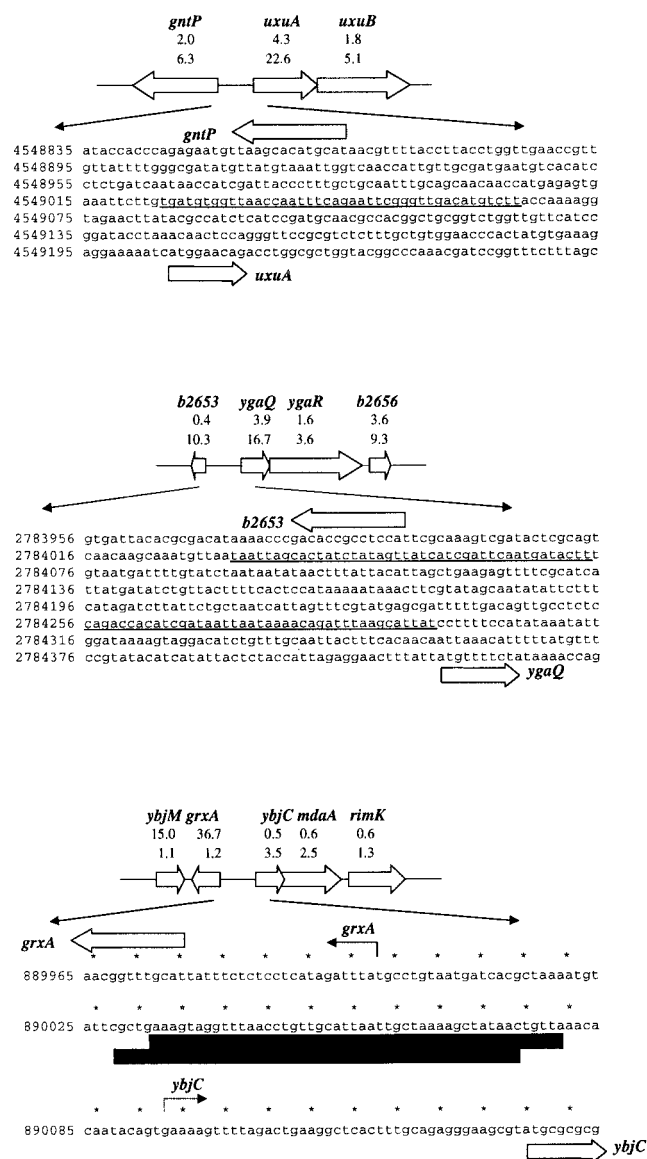 gntP uxuA uxuB
2.0 4.3 1.8
6.3 22.6 5.1
gntP
4548835 ataccacccagagaatgttaagcacatgcataacgttttaccttacctggttgaaccgtt
4548895 gttattttgggcgatatgttatgtaaattggtcaaccattgttgcgatgaatgtcacatc
4548955 ctctgatcaataaccatcgattacccttttgctgcaatttgcagcaacaaccatgagagtg
4549015 aaattcttgtgatgtggttaaccaatttcagaattcgggttgacatgtcttaccaaaagg
4549075 tagaacttatacgccatctcatccgatgcaacgccacggctgcggtctggttgttcatcc
4549135 ggatacctaaacaactccagggttccgcgtctctttgctgtggaacccactatgtgaaag
4549195 aggaaaaatcatggaacagacctggcgctggtacggcccaaacgatccggtttctttagc
uxuA
b2653 ygaQ ygaR b2656
0.4 3.9 1.6 3.6
10.3 16.7 3.6 9.3
b2653
2783956 gtgattacacgcgacataaaacccgacaccgcctccattcgcaaagtcgatactcgcagt
2784016 caacaagcaaatgttaataattagcactatctatagttatcatcgattcaatgatacttt
2784076 gtaatgattttgtatctaataatataactttattacattagctgaagagttttcgcatca
2784136 ttatgatatctgttacttttcactccataaaaatacttcgtatagcaatatattcttt
2784196 catagatcttattctgctaatcattagtttcgtatgagcgatttttgacagttgcctctc
2784256 cagaccacatcgataattaataaaacagatttaagcattatccttttccatataaatatt
2784316 ggataaaagtaggacatctgtttgcaattactttcacaacaattaaacatttttatgttt
2784376 ccgtatacatcatattactctaccattagaggaactttattatgttttctataaaaccag
ygaQ
ybjM grxA ybjC mdaA rimK
15.0 36.7 0.5 0.6 0.6
1.1 1.2 3.5 2.5 1.3
grxA grxA
* * * * * * * * * *
889965 aacggtttgcattatttctctcctcatagatttatgcctgtaatgatcacgctaaaatgt
* * * * * * * * * *
890025 attcgctgaaagtaggtttaacctgttgcattaattgctaaaagctataactgttaaaca
ybjC
* * * * * * * * * *
890085 caatacagtgaaaagttttagactgaaggctcactttgcagagggaagcgtatgcgcgcg
ybjC